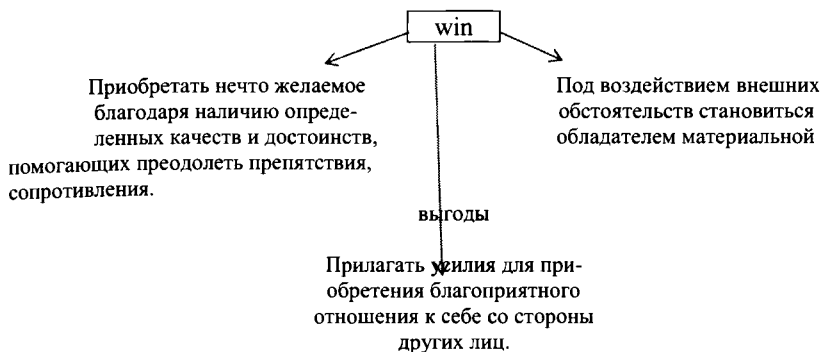 win
Приобретать нечто желаемое
благодаря наличию опреде-
ленных качеств и достоинств,
помогающих преодолеть препятствия,
сопротивления.
Под воздействием внешних
обстоятельств становиться
обладателем материальной
выгоды
Прилагать усилия для при-
обретения благоприятного
отношения к себе со стороны
других лиц.